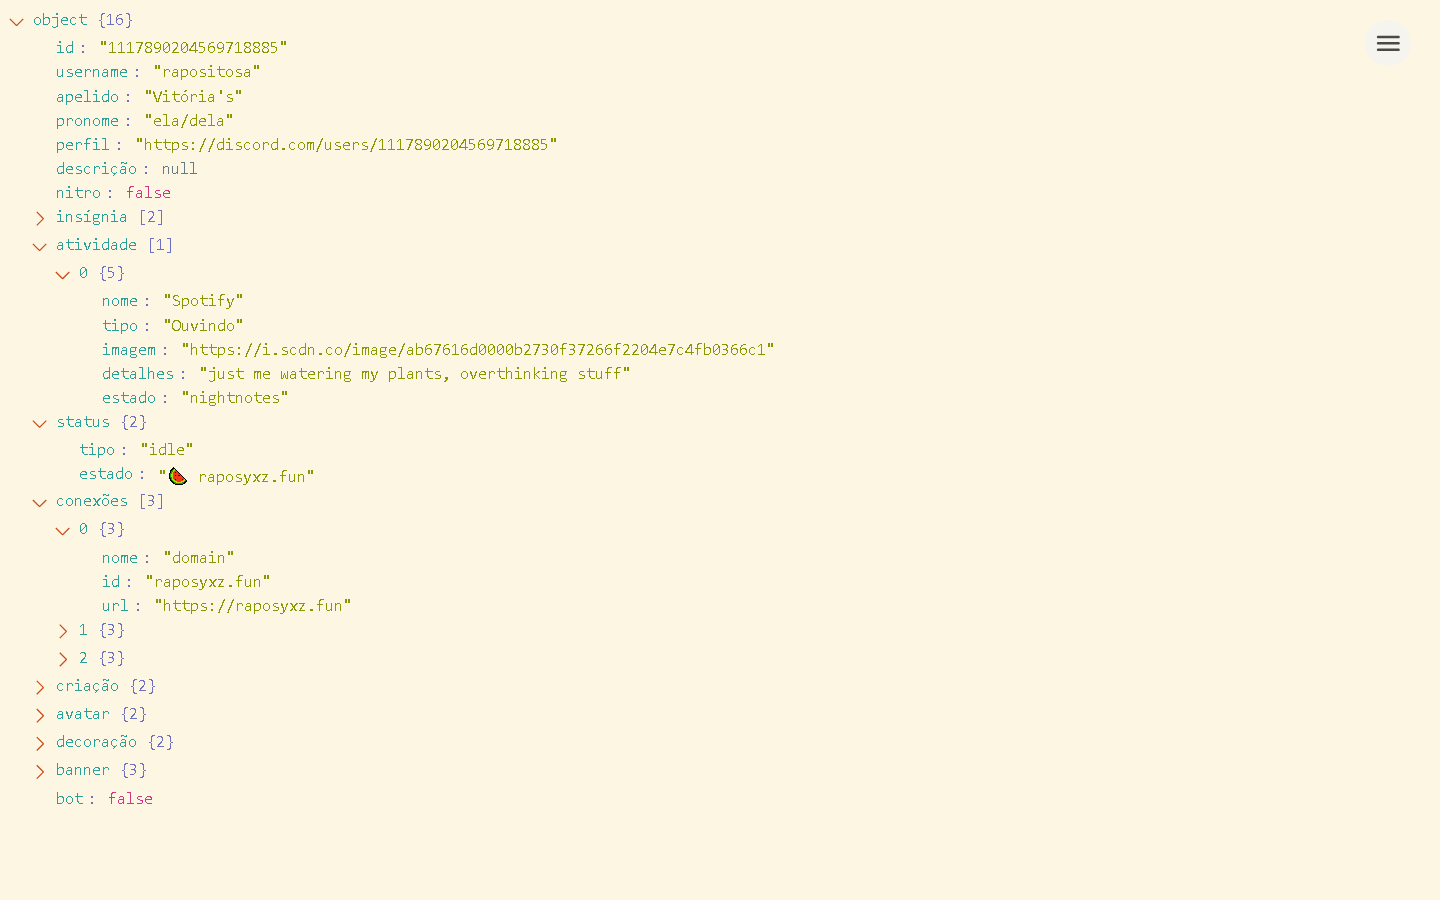 object {16}
id : "1117890204569718885"
username : "rapositosa"
apelido : "Vitória's"
pronome : "ela/dela"
perfil : "https://discord.com/users/1117890204569718885"
descrição : null
nitro : false
insígnia [2]
atividade [1]
0 {5}
nome : "Spotify"
tipo : "Ouvindo"
imagem : "https://i.scdn.co/image/ab67616d0000b2730f37266f2204e7c4fb0366c1"
detalhes : "just me watering my plants, overthinking stuff"
estado : "nightnotes"
status {2}
tipo : "idle"
estado : "🍉 raposyxz.fun"
conexões [3]
0 {3}
nome : "domain"
id : "raposyxz.fun"
url : "https://raposyxz.fun"
1 {3}
2 {3}
criação {2}
avatar {2}
decoração {2}
banner {3}
bot : false